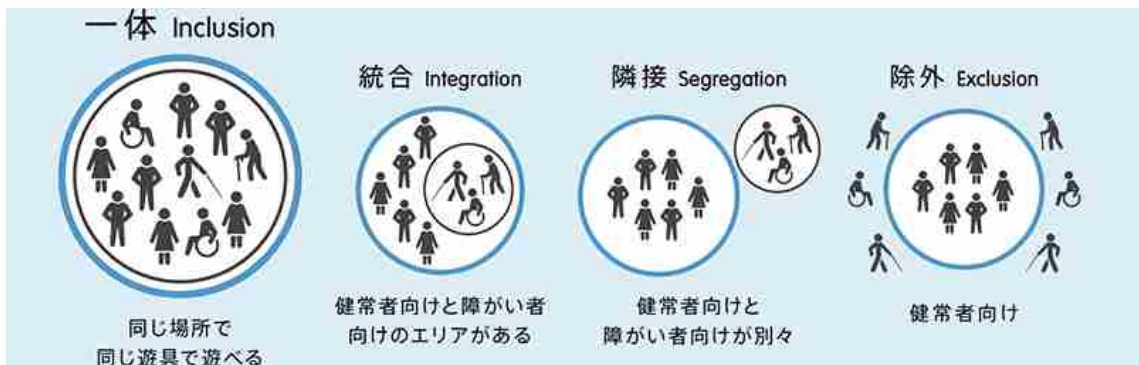 一体 Inclusion
同じ場所で
同じ遊具で遊べる
統合 Integration
健常者向けと障がい者
向けのエリアがある
隣接 Segregation
健常者向けと
障がい者向けが別々
除外 Exclusion
健常者向け